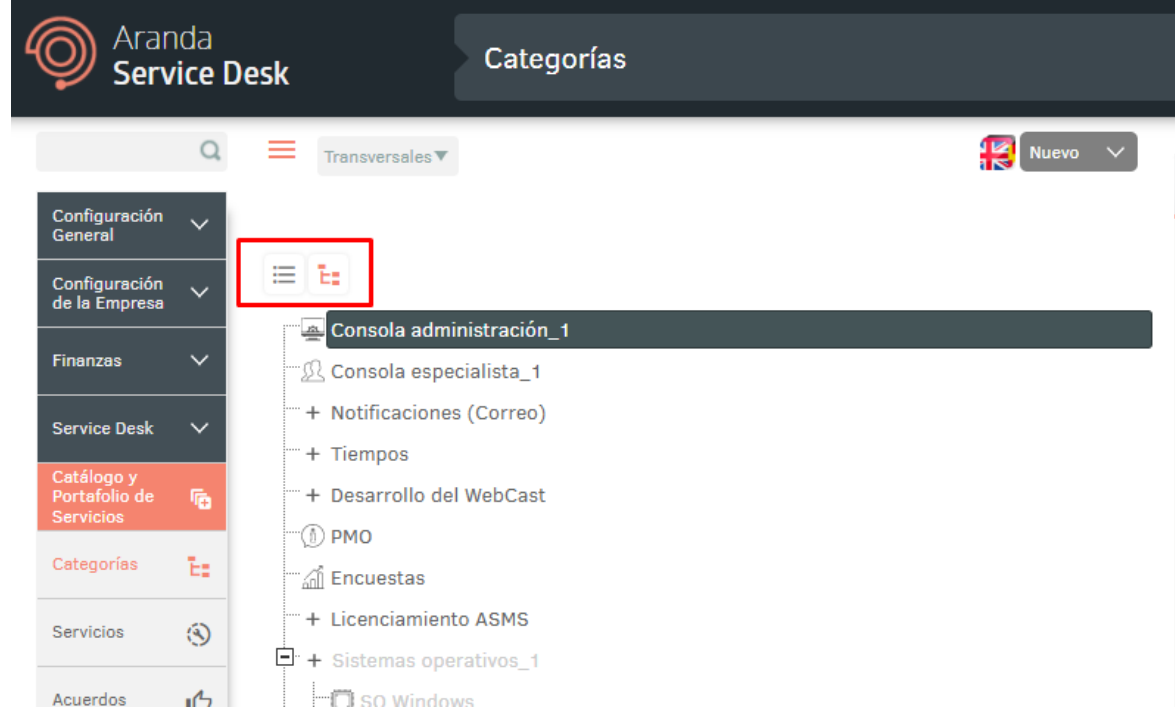 Aranda
Service Desk
Categorías
Transversales
Nuevo
Configuración
General
Configuración
de la Empresa
Finanzas
Service Desk
Catálogo y
Portafolio de
Servicios
Categorías
Servicios
Acuerdos
Consola administración_1
Consola especialista_1
Notificaciones (Correo)
Tiempos
Desarrollo del WebCast
PMO
Encuestas
Licenciamiento ASMS
Sistemas operativos_1
SO Windows